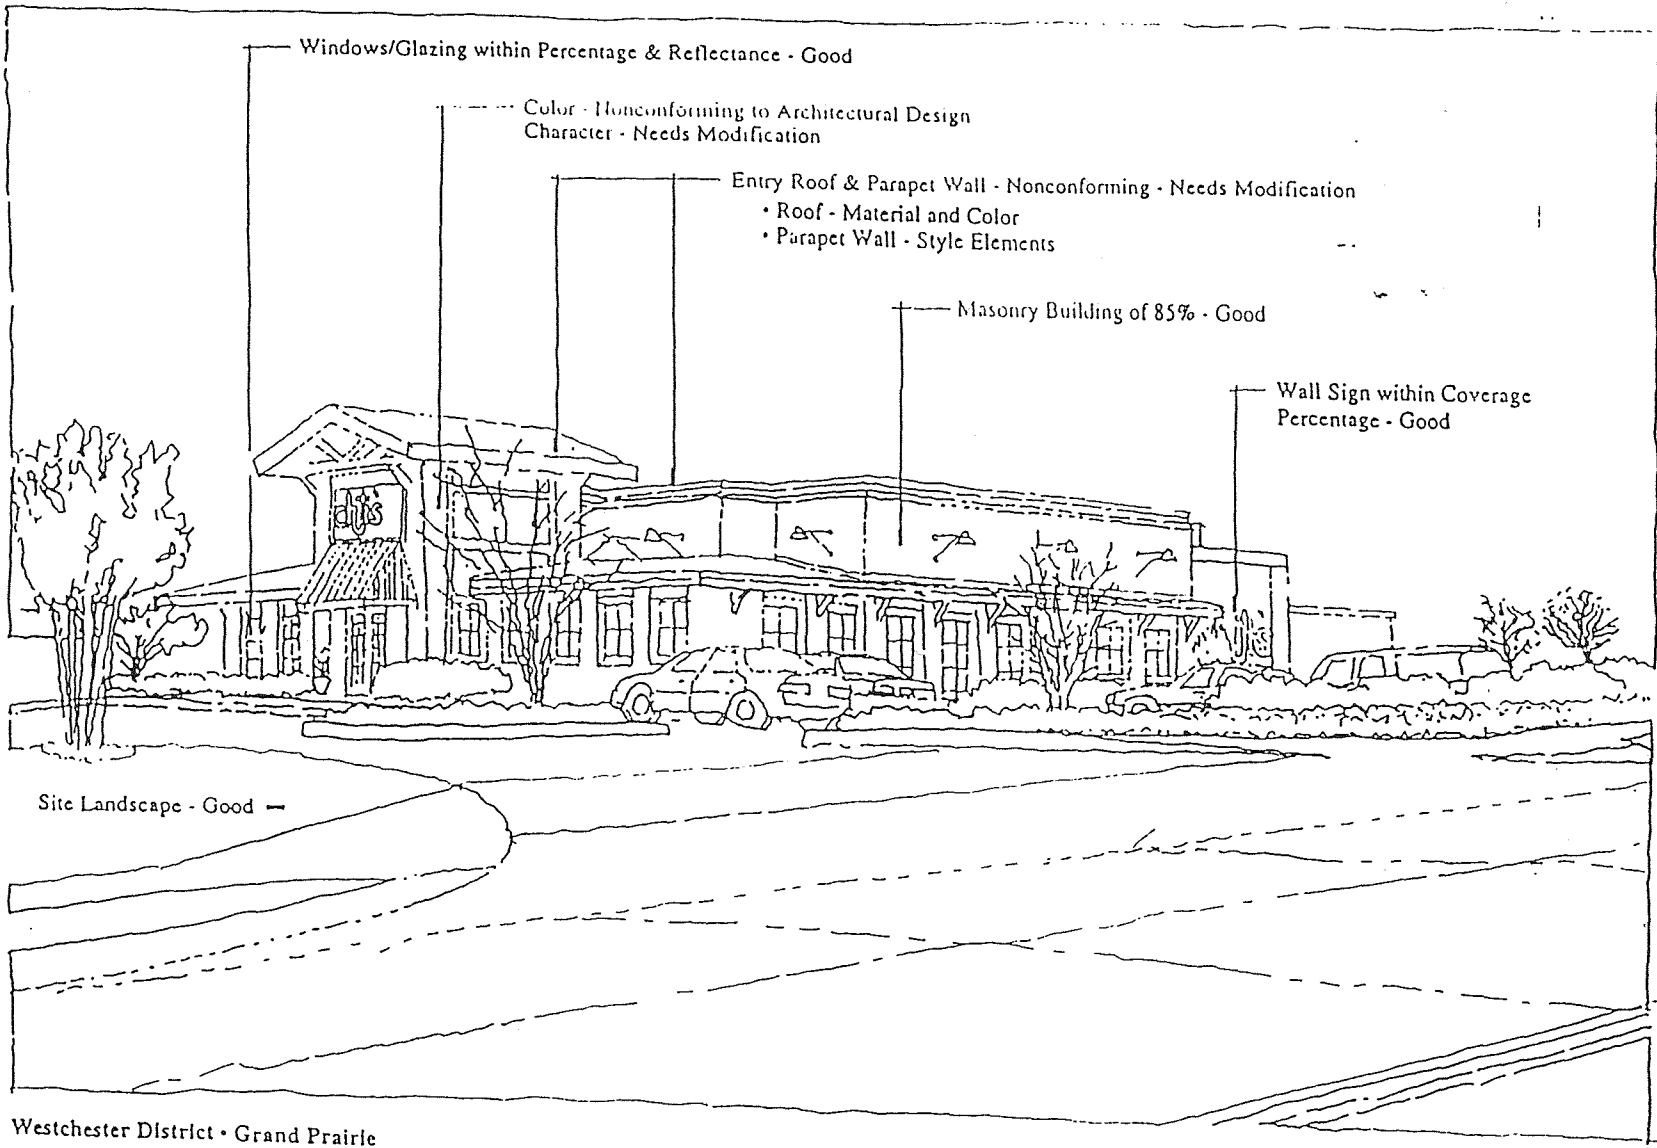 Windows/Glazing within Percentage & Reflectance - Good
Color - Nonconforming to Architectural Design
Character - Needs Modification
Entry Roof & Parapet Wall - Nonconforming - Needs Modification
• Roof - Material and Color
• Parapet Wall - Style Elements
Masonry Building of 85% - Good
Wall Sign within Coverage
Percentage - Good
Site Landscape - Good
Westchester District • Grand Prairie